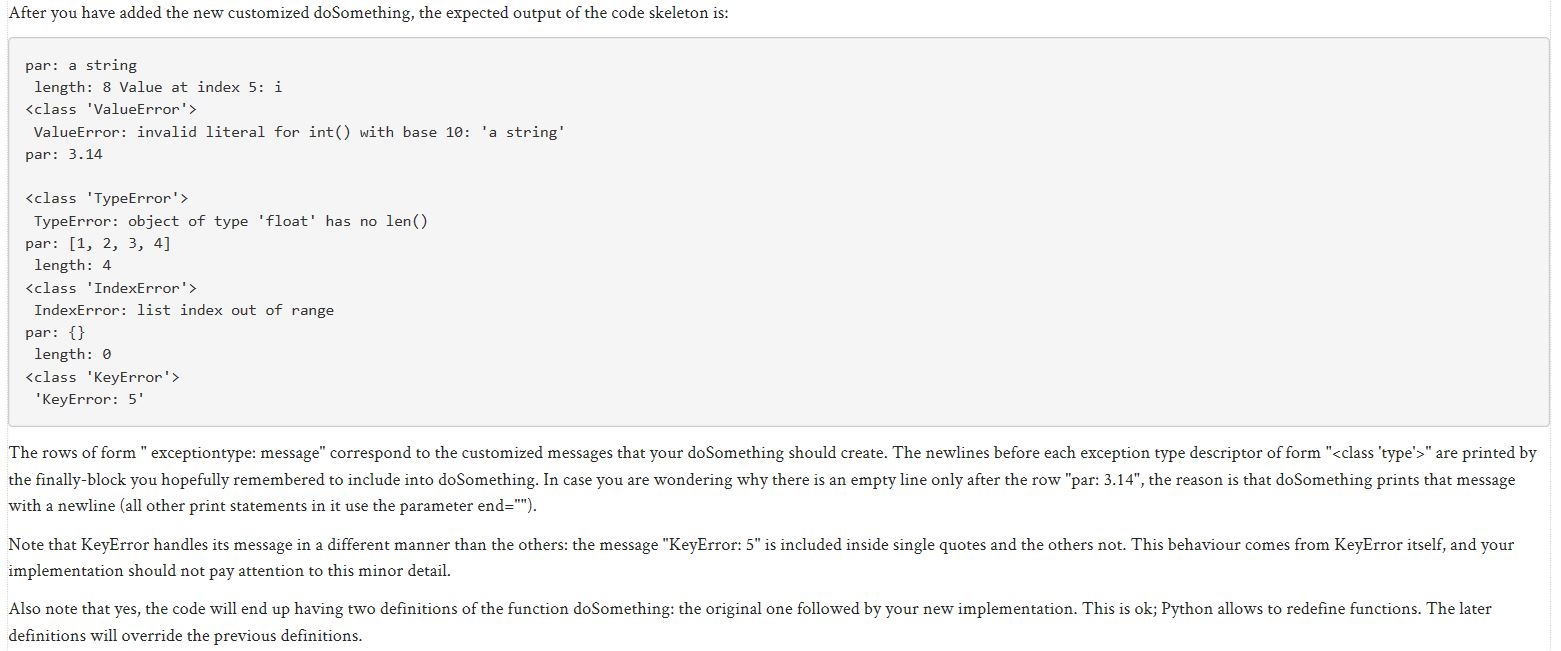 After you have added the new customized doSomething, the expected output of the code skeleton is:
par: a string
 length: 8 Value at index 5: i
<class 'ValueError'>
 ValueError: invalid literal for int() with base 10: 'a string'
par: 3.14

<class 'TypeError'>
 TypeError: object of type 'float' has no len()
par: [1, 2, 3, 4]
 length: 4
<class 'IndexError'>
 IndexError: list index out of range
par: {}
 length: 0
<class 'KeyError'>
 'KeyError: 5'
The rows of form " exceptiontype: message" correspond to the customized messages that your doSomething should create. The newlines before each exception type descriptor of form "<class 'type'>" are printed by
the finally-block you hopefully remembered to include into doSomething. In case you are wondering why there is an empty line only after the row "par: 3.14", the reason is that doSomething prints that message
with a newline (all other print statements in it use the parameter end="").
Note that KeyError handles its message in a different manner than the others: the message "KeyError: 5" is included inside single quotes and the others not. This behaviour comes from KeyError itself, and your
implementation should not pay attention to this minor detail.
Also note that yes, the code will end up having two definitions of the function doSomething: the original one followed by your new implementation. This is ok; Python allows to redefine functions. The later
definitions will override the previous definitions.